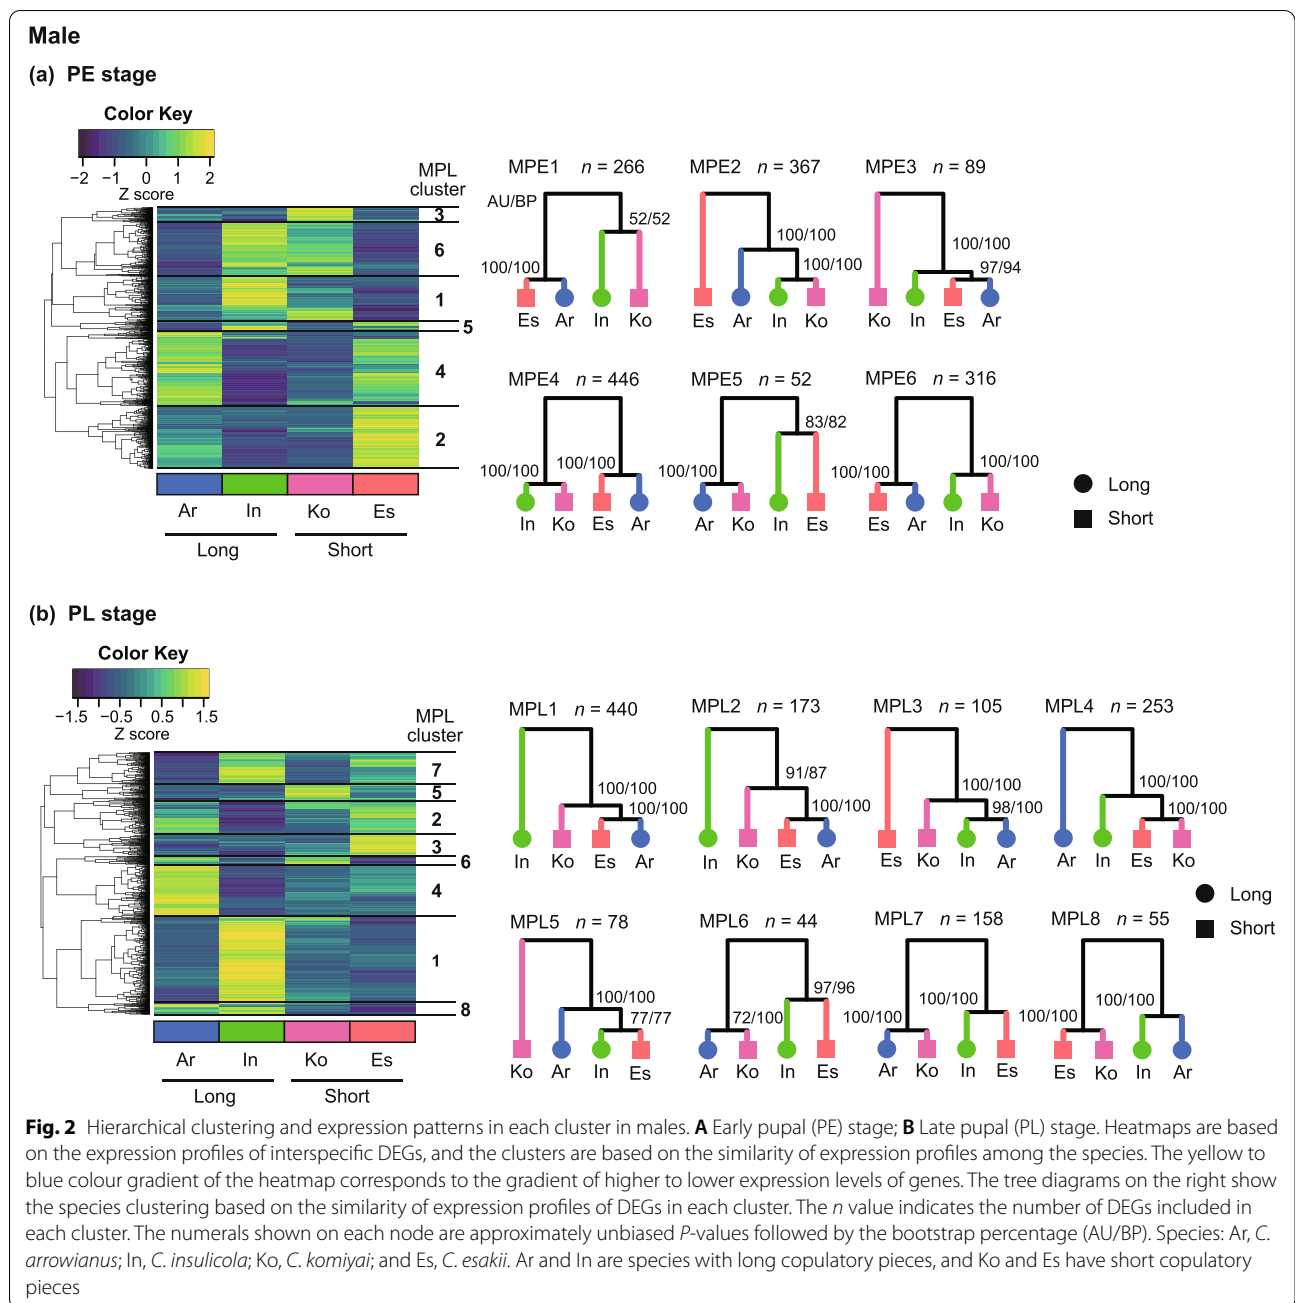 Male
(a) PE stage
Color Key
−2 −1 0 1 2
Z score
MPL
cluster
3
6
1
5
4
2
Ar In Ko Es
Long Short
MPE1 n = 266
AU/BP
52/52
100/100
Es Ar In Ko
MPE2 n = 367
100/100
100/100
Es Ar In Ko
MPE3 n = 89
100/100
97/94
Ko In Es Ar
MPE4 n = 446
100/100 100/100
In Ko Es Ar
MPE5 n = 52
83/82
100/100
Ar Ko In Es
MPE6 n = 316
100/100 100/100
Es Ar In Ko
Long
Short
(b) PL stage
Color Key
−1.5 −0.5 0.5 1.5
Z score
MPL
cluster
7
5
2
3
6
4
1
8
Ar In Ko Es
Long Short
MPL1 n = 440
100/100
100/100
In Ko Es Ar
MPL2 n = 173
91/87
100/100
In Ko Es Ar
MPL3 n = 105
100/100
98/100
Es Ko In Ar
MPL4 n = 253
100/100
100/100
Ar In Es Ko
MPL5 n = 78
100/100
77/77
Ko Ar In Es
MPL6 n = 44
97/96
72/100
Ar Ko In Es
MPL7 n = 158
100/100
100/100
Ar Ko In Es
MPL8 n = 55
100/100
100/100
Es Ko In Ar
Long
Short
Fig. 2 Hierarchical clustering and expression patterns in each cluster in males. A Early pupal (PE) stage; B Late pupal (PL) stage. Heatmaps are based
on the expression profiles of interspecific DEGs, and the clusters are based on the similarity of expression profiles among the species. The yellow to
blue colour gradient of the heatmap corresponds to the gradient of higher to lower expression levels of genes. The tree diagrams on the right show
the species clustering based on the similarity of expression profiles of DEGs in each cluster. The n value indicates the number of DEGs included in
each cluster. The numerals shown on each node are approximately unbiased P-values followed by the bootstrap percentage (AU/BP). Species: Ar, C.
arrowianus; In, C. insulicola; Ko, C. komiyai; and Es, C. esakii. Ar and In are species with long copulatory pieces, and Ko and Es have short copulatory
pieces